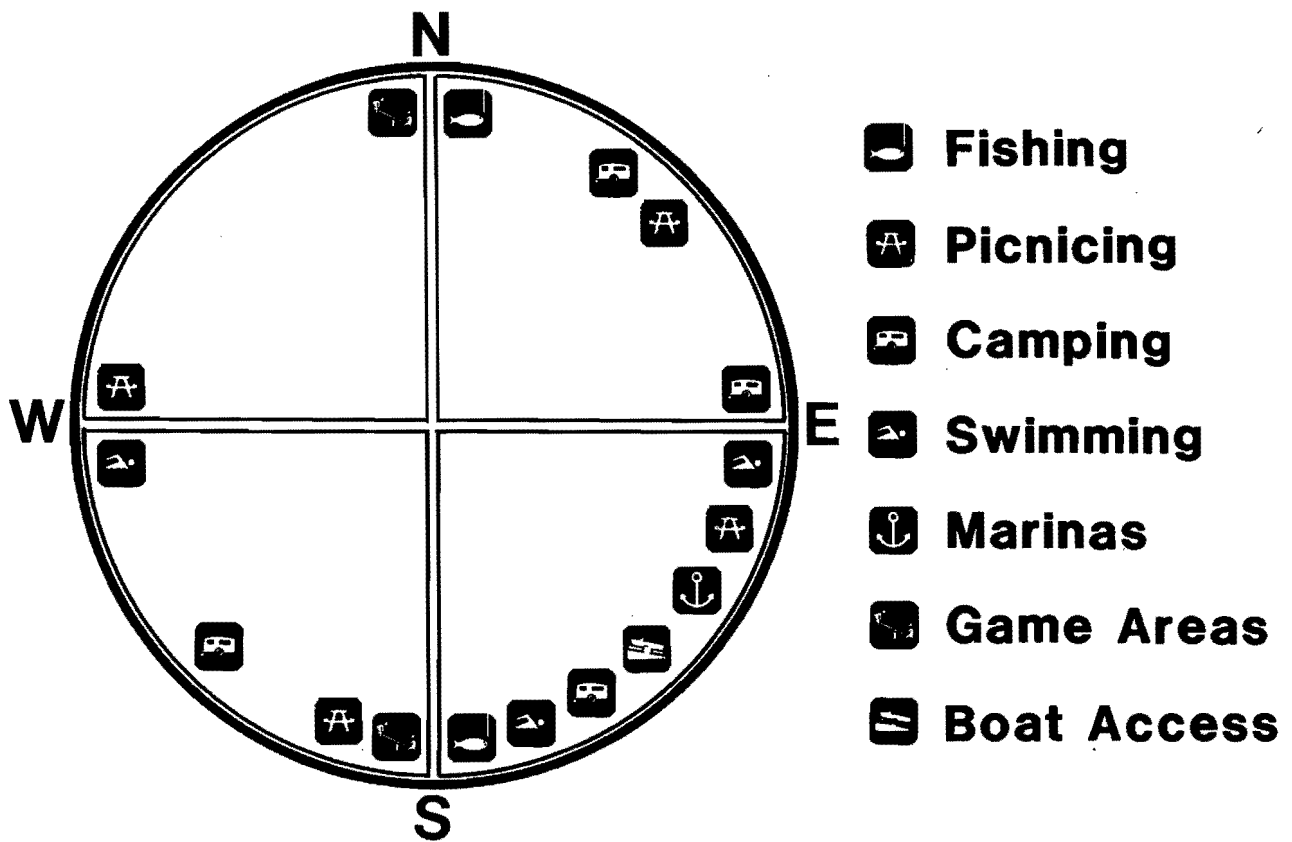 N
W
E
S
Fishing
Picnicing
Camping
Swimming
Marinas
Game Areas
Boat Access